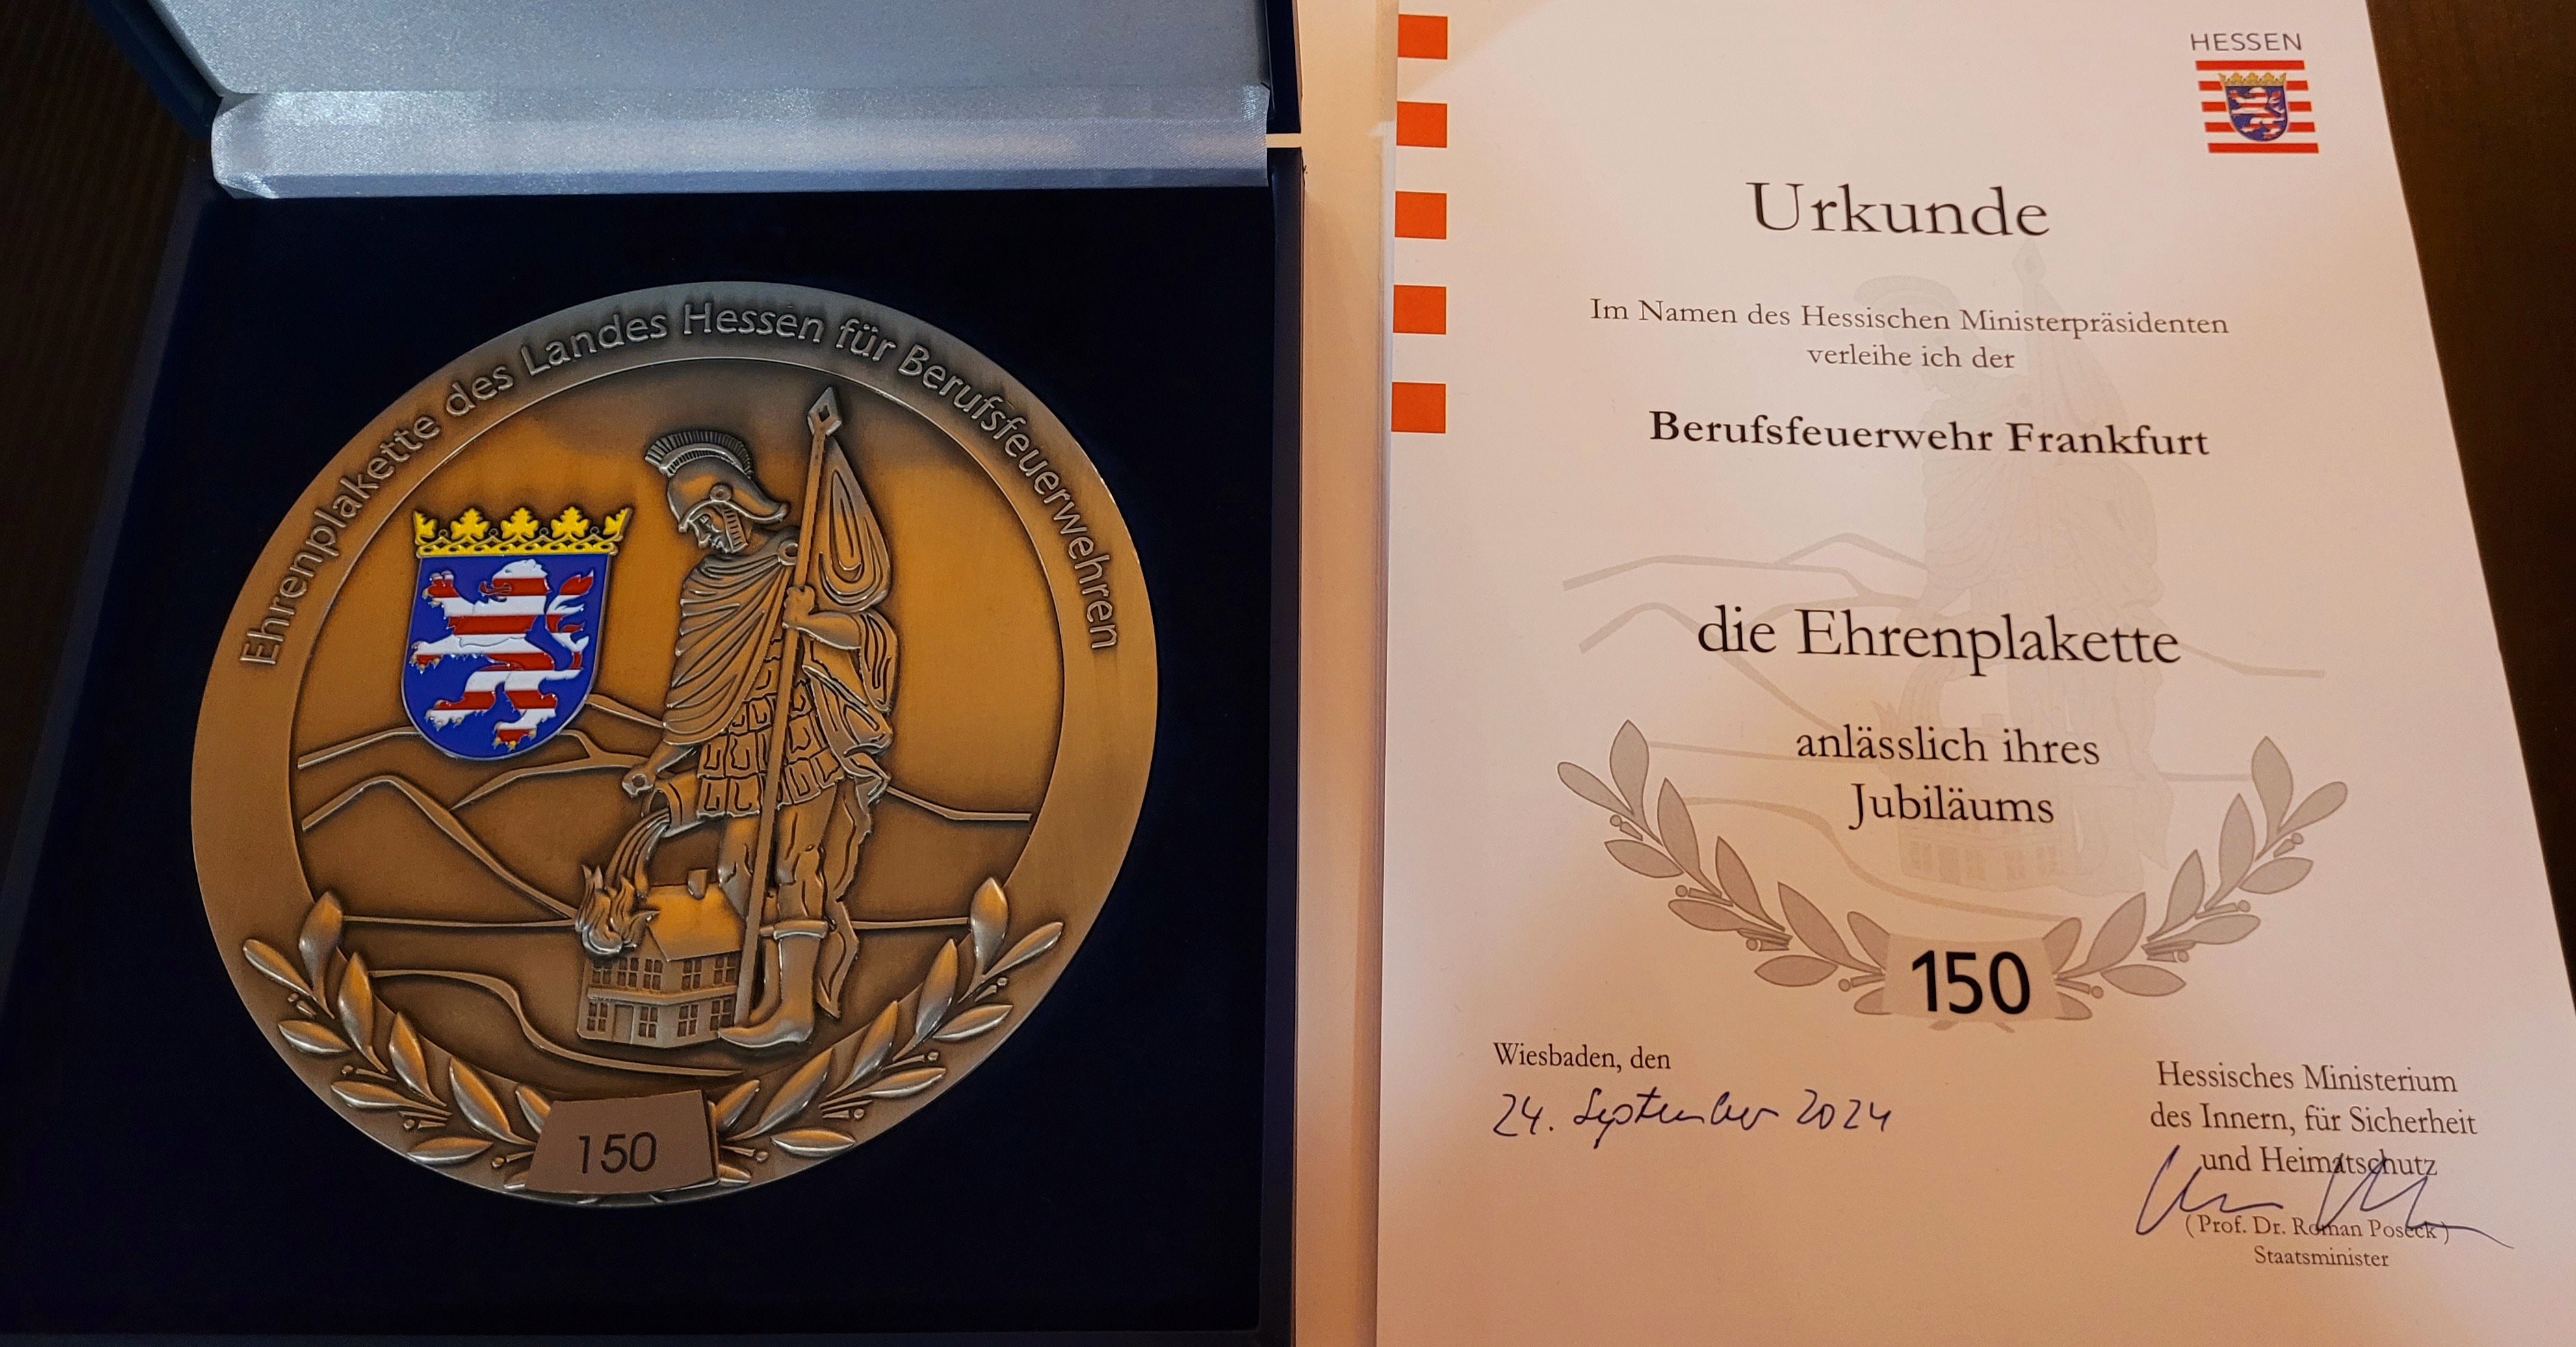 Ehrenplakette des Landes Hessen für Berufsfeuerwehren
150
HESSEN
Urkunde
Im Namen des Hessischen Ministerpräsidenten
verleihe ich der
Berufsfeuerwehr Frankfurt
die Ehrenplakette
anlässlich ihres
Jubiläums
150
Wiesbaden, den
24. September 2024
Hessisches Ministerium
des Innern, für Sicherheit
und Heimatschutz
(Prof. Dr. Roman Poseck)
Staatsminister